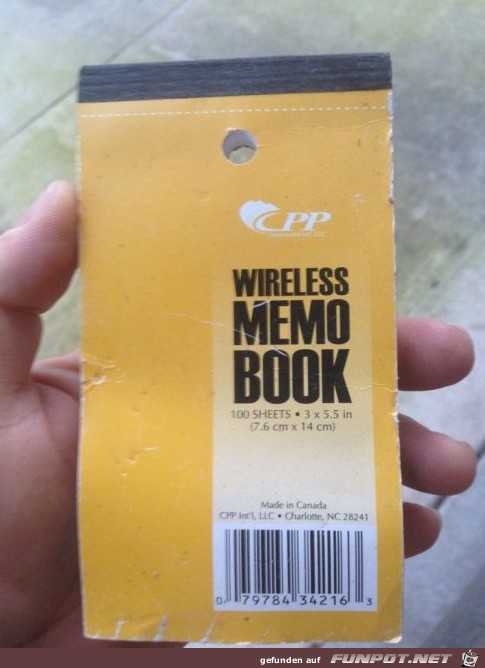 CPP
WIRELESS
MEMO
BOOK
100 SHEETS • 3 x 5.5 in
(7.6 cm x 14 cm)
Made in Canada
CPP Int'l, LLC • Charlotte, NC 28241
0 79784 34216 3
gefunden auf FUNPOT.NET